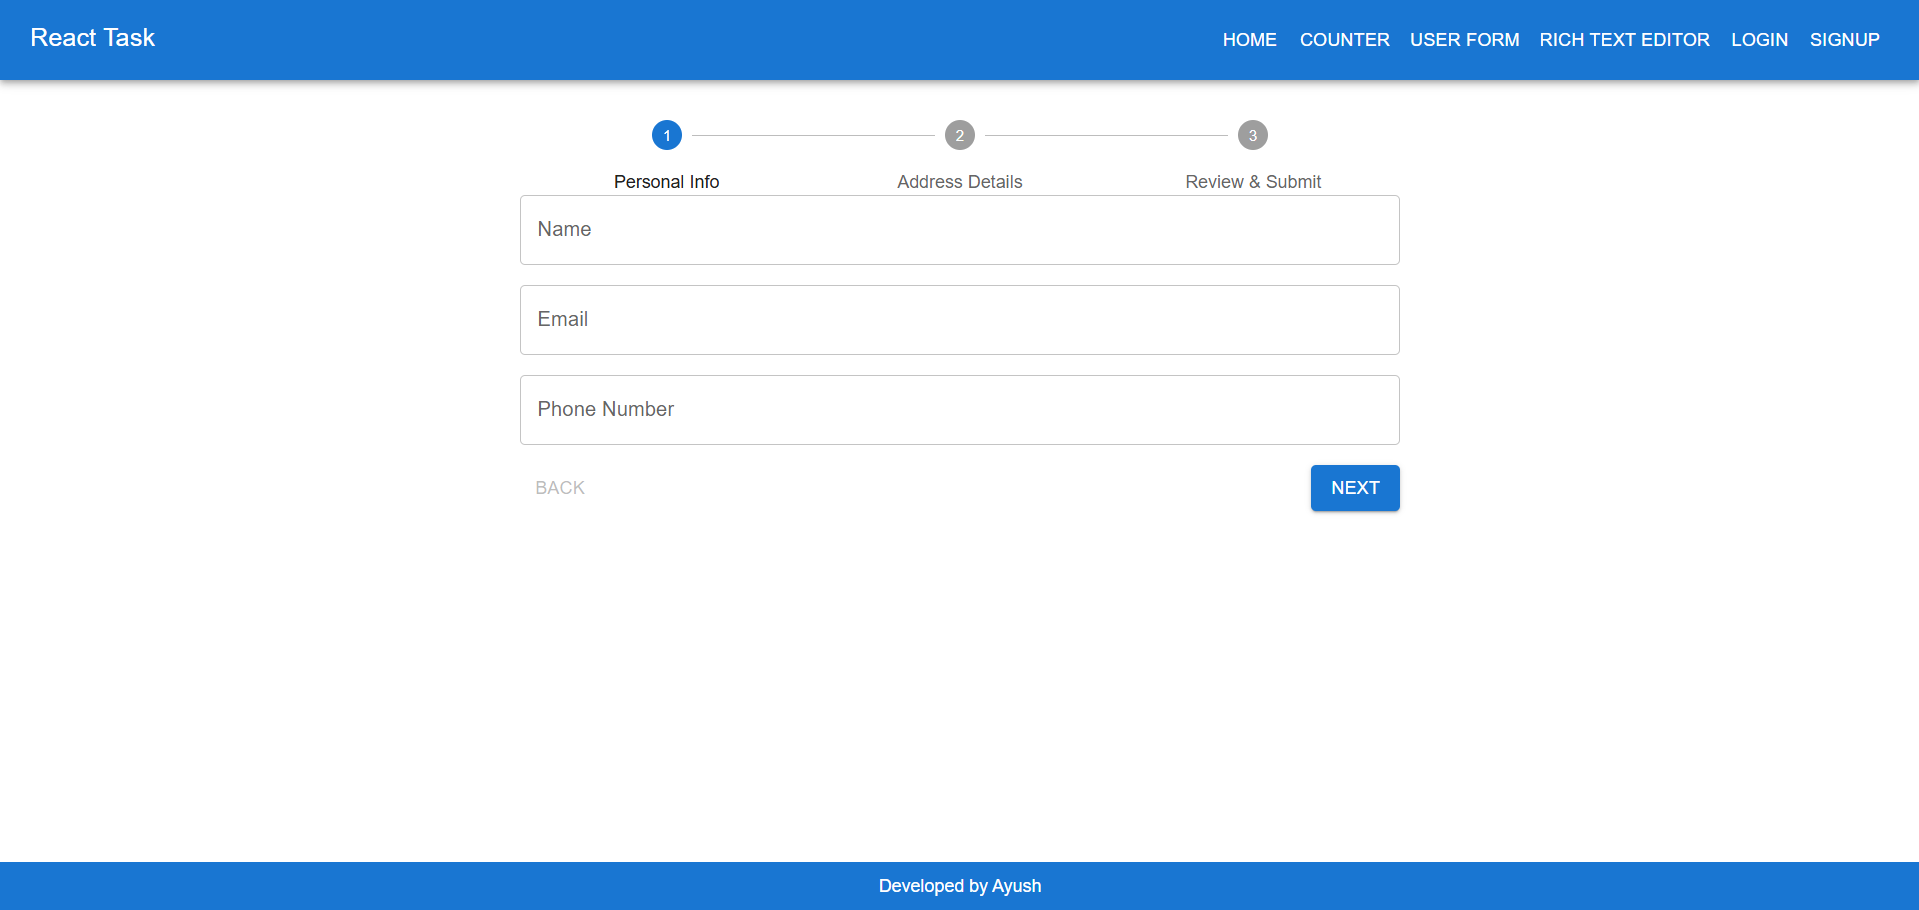 React Task
HOME COUNTER USER FORM RICH TEXT EDITOR LOGIN SIGNUP
1 2 3
Personal Info Address Details Review & Submit
Name
Email
Phone Number
BACK NEXT
Developed by Ayush